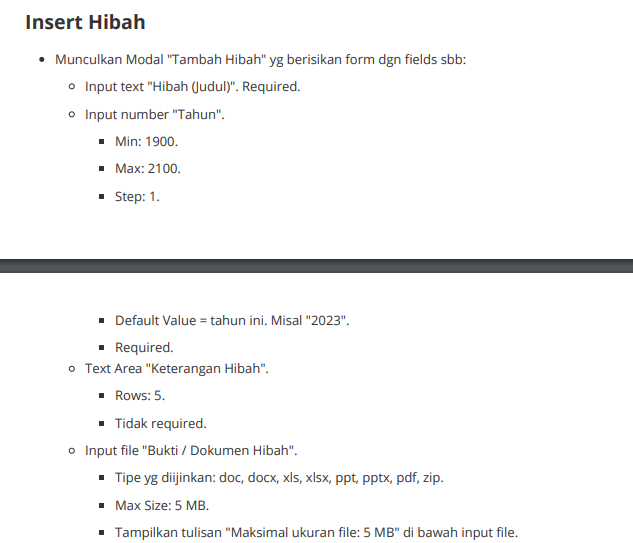 Insert Hibah
Munculkan Modal "Tambah Hibah" yg berisikan form dgn fields sbb:
Input text "Hibah (Judul)". Required.
Input number "Tahun".
Min: 1900.
Max: 2100.
Step: 1.
Default Value = tahun ini. Misal "2023".
Required.
Text Area "Keterangan Hibah".
Rows: 5.
Tidak required.
Input file "Bukti / Dokumen Hibah".
Tipe yg diijinkan: doc, docx, xls, xlsx, ppt, pptx, pdf, zip.
Max Size: 5 MB.
Tampilkan tulisan "Maksimal ukuran file: 5 MB" di bawah input file.